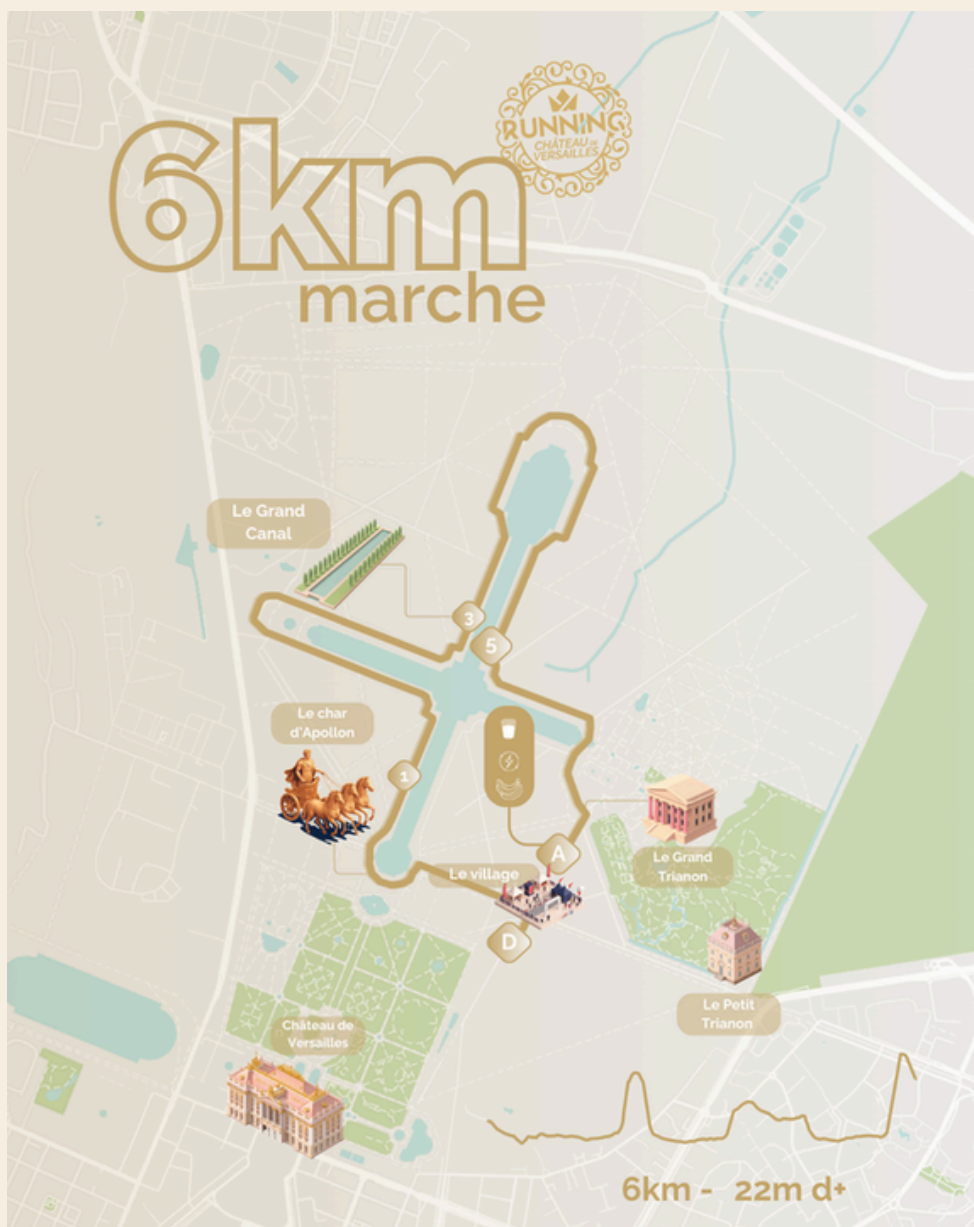 6km
marche
RUNNING
CHÂTEAU DE
VERSAILLES
Le Grand
Canal
3
5
Le char
d'Apollon
1
A
Le village
Le Grand
Trianon
D
Le Petit
Trianon
Château de
Versailles
6km - 22m d+